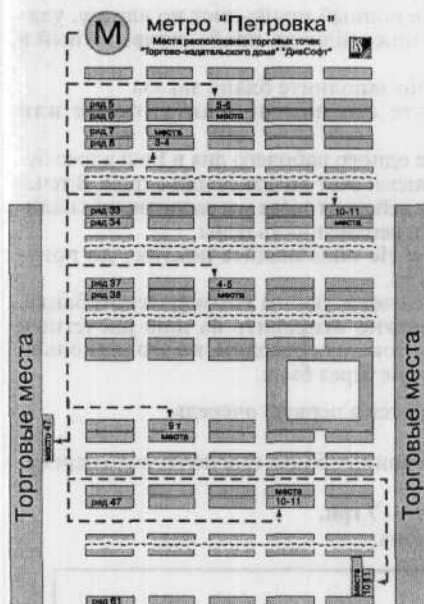 М Метро "Петровка"
Места расположения торговых точек
"Торгово-издательского дома" "ДиаСофт"
ряд 5
ряд 6
5-6
места
ряд 7
ряд 8
места
3-4
ряд 33
ряд 34
10-11
места
ряд 37
ряд 38
4-5
места
Торговые места
Торговые места
место 47
9 т
места
ряд 47
места
10-11
место
ряд 61